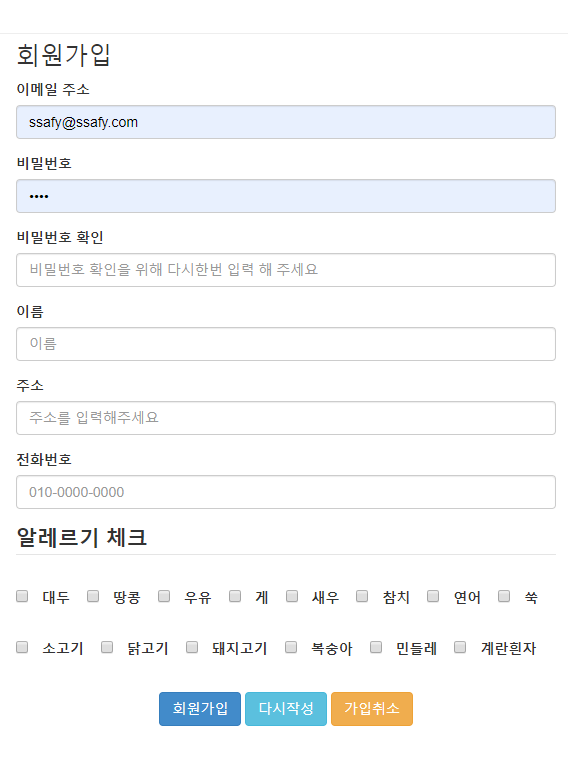 회원가입
이메일 주소
ssafy@ssafy.com
비밀번호
••••
비밀번호 확인
비밀번호 확인을 위해 다시한번 입력 해 주세요
이름
이름
주소
주소를 입력해주세요
전화번호
010-0000-0000
알레르기 체크
대두 땅콩 우유 게 새우 참치 연어 쑥
소고기 닭고기 돼지고기 복숭아 민들레 계란흰자
회원가입 다시작성 가입취소